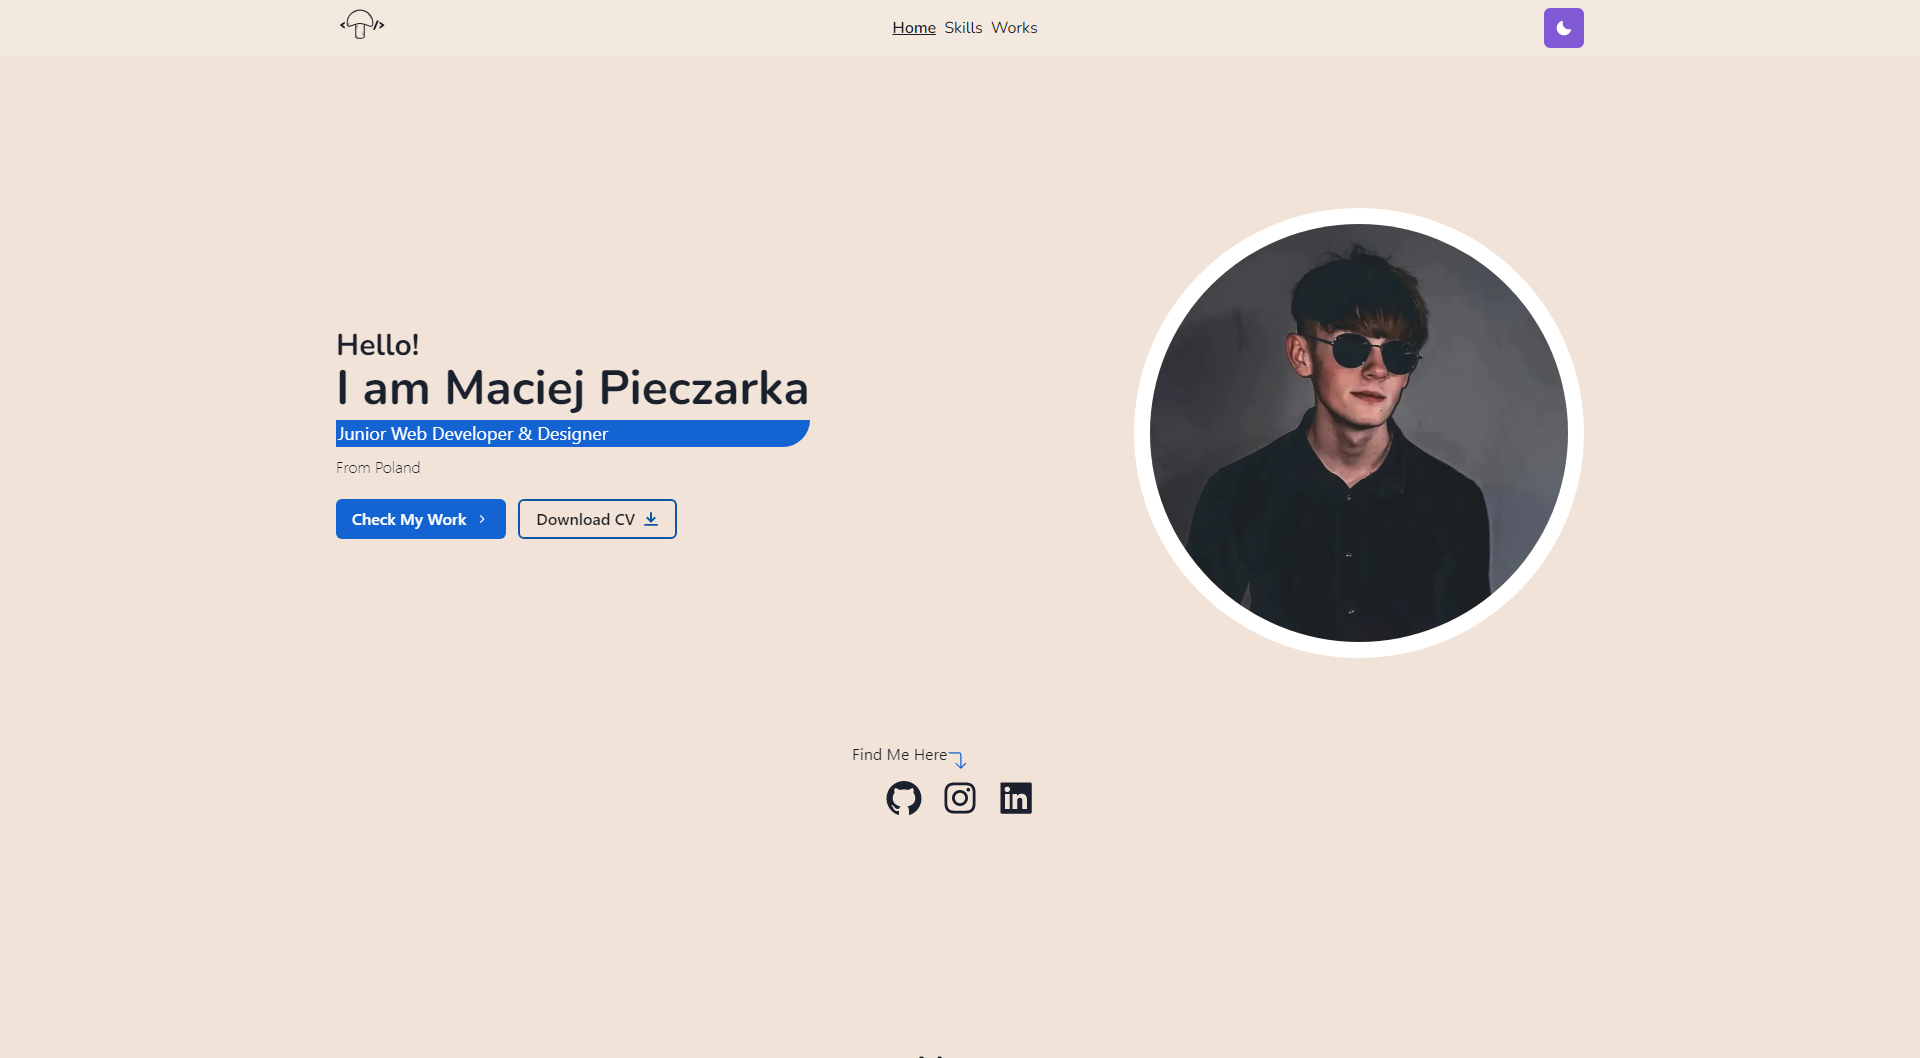 Home Skills Works
Hello!
I am Maciej Pieczarka
Junior Web Developer & Designer
From Poland
Check My Work
Download CV
Find Me Here